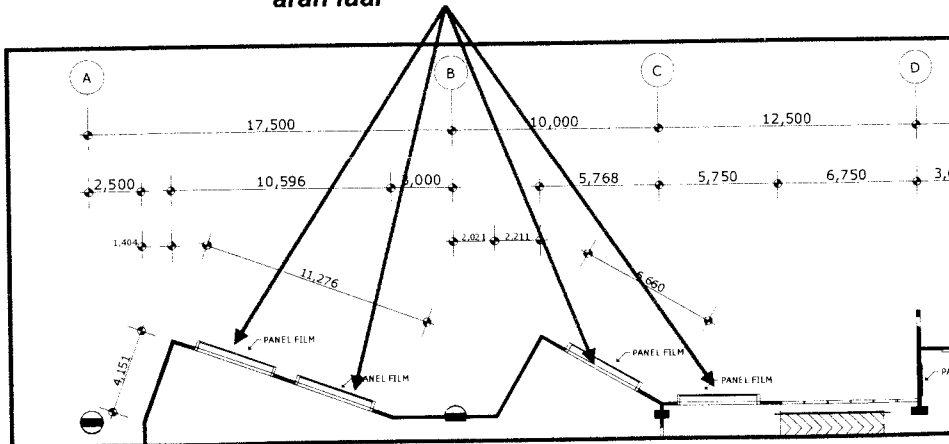 arah luar
A
B
C
D
17,500
10,000
12,500
2,500
10,596
3,000
5,768
5,750
6,750
1,404
2,021
2,211
11,276
4,151
PANEL FILM
PANEL FILM
PANEL FILM
PANEL FILM